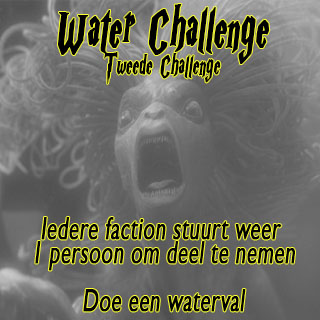 Water Challenge
Tweede Challenge
Iedere faction stuurt weer
1 persoon om deel te nemen
Doe een waterval